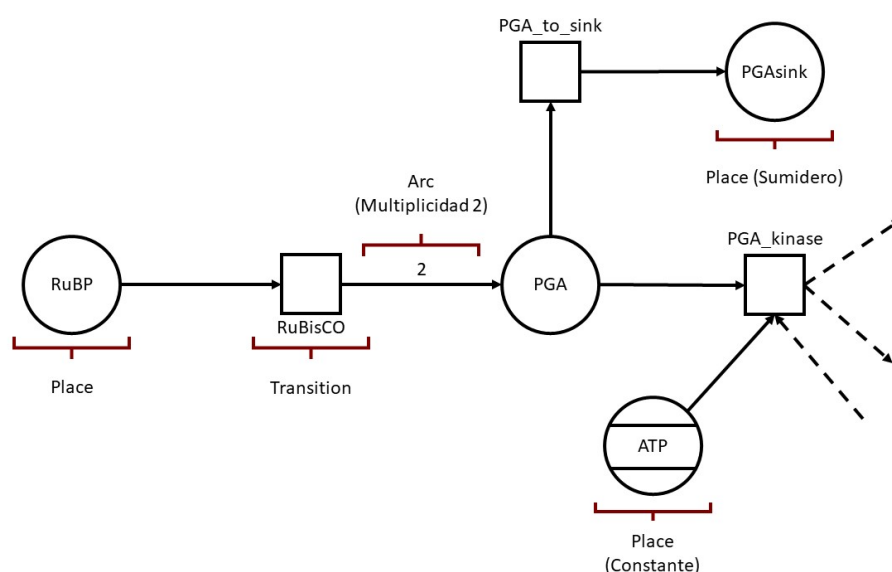 PGA_to_sink
PGAsink
Place (Sumidero)
Arc
(Multiplicidad 2)
PGA_kinase
2
RuBP
PGA
RuBisCO
Place
Transition
ATP
Place
(Constante)